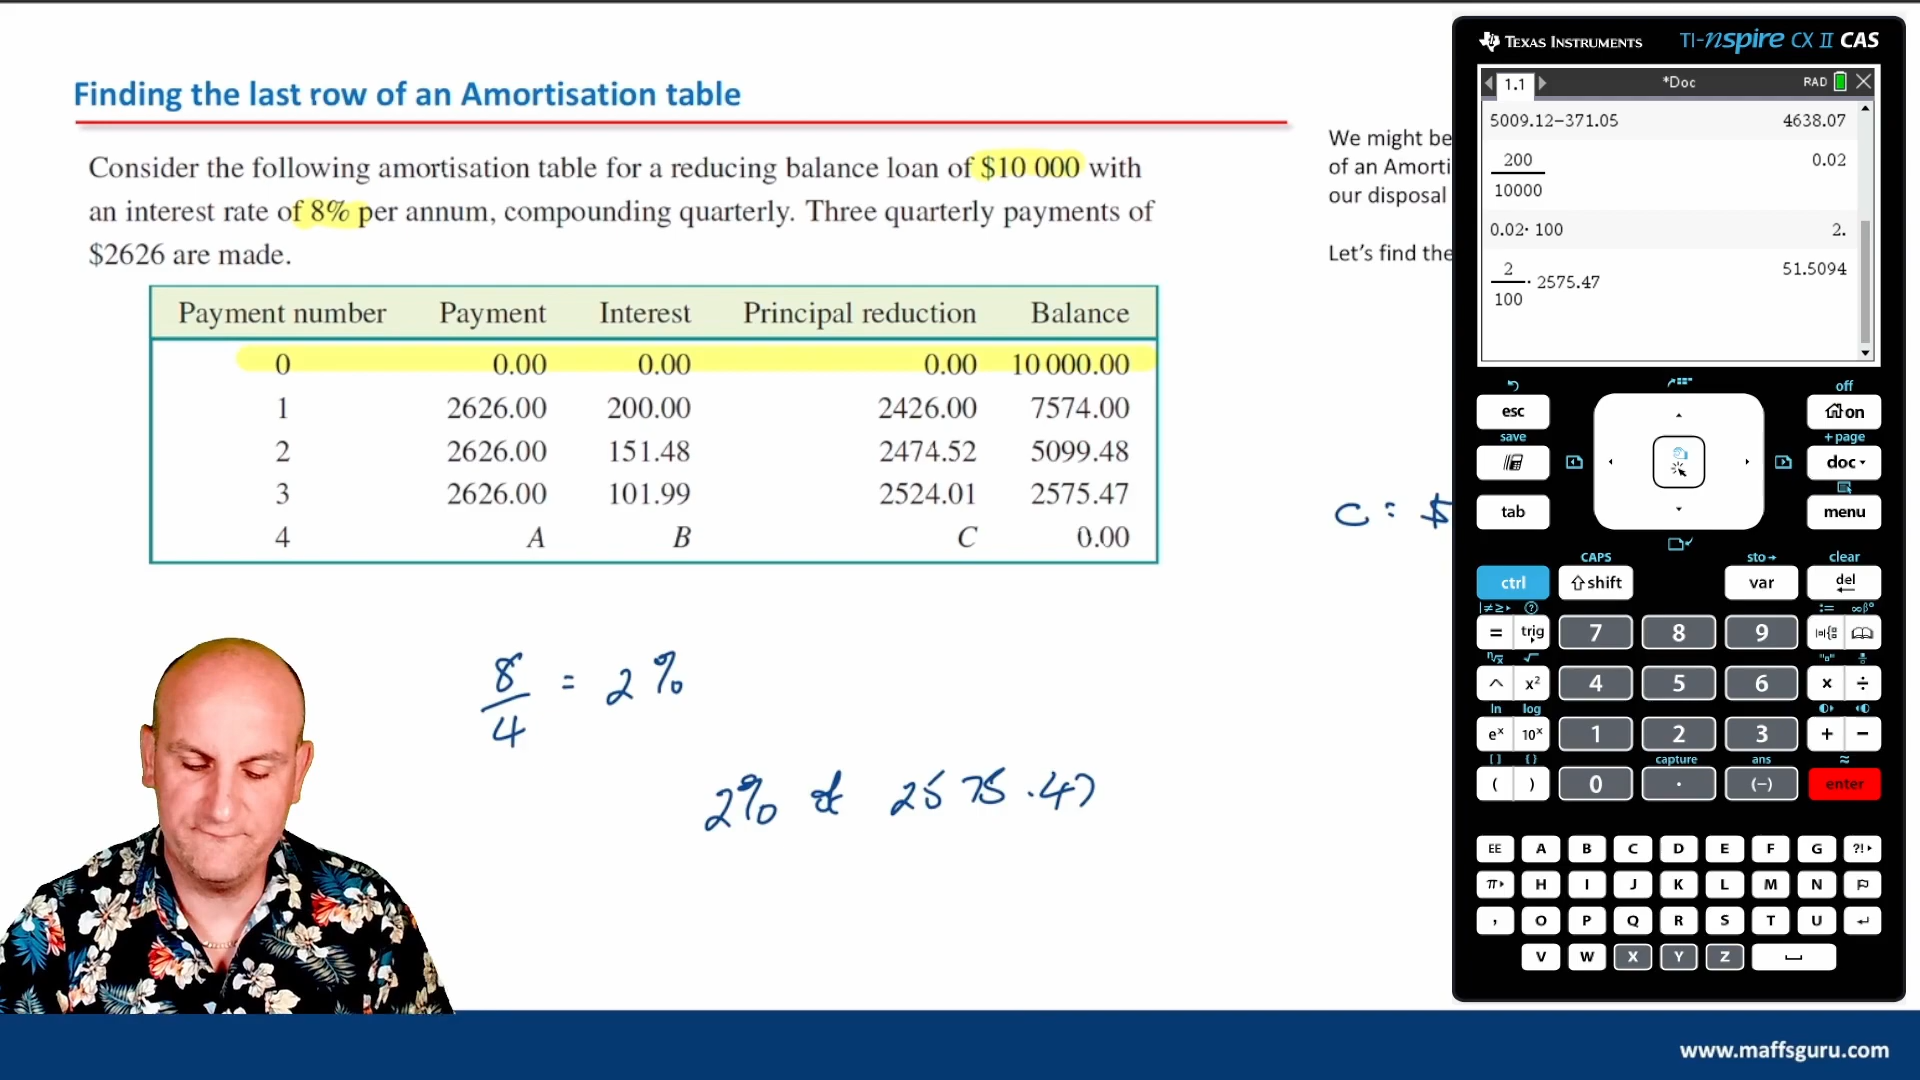 Finding the last row of an Amortisation table
Consider the following amortisation table for a reducing balance loan of $10 000 with
an interest rate of 8% per annum, compounding quarterly. Three quarterly payments of
$2626 are made.
Payment number Payment Interest Principal reduction Balance
0 0.00 0.00 0.00 10 000.00
1 2626.00 200.00 2426.00 7574.00
2 2626.00 151.48 2474.52 5099.48
3 2626.00 101.99 2524.01 2575.47
4 A B C 0.00
8/4 = 2%
2% of 2575.47
We might be
of an Amorti
our disposal
Let's find the
C: $
TEXAS INSTRUMENTS TI-nspire CX II CAS
1.1 *Doc RAD
5009.12−371.05 4638.07
200/10000 0.02
0.02·100 2.
2/100·2575.47 51.5094
off
esc on
save + page
doc
tab menu
CAPS sto→ clear
ctrl shift var del
|≠≥▸ ? := ∞β°
= trig 7 8 9
n√x √
^ x² 4 5 6 × ÷
ln log
eˣ 10ˣ 1 2 3 + −
[ ] { } capture ans ≈
( ) 0 . (−) enter
EE A B C D E F G ?!▸
π▸ H I J K L M N
, O P Q R S T U ↵
V W X Y Z
www.maffsguru.com